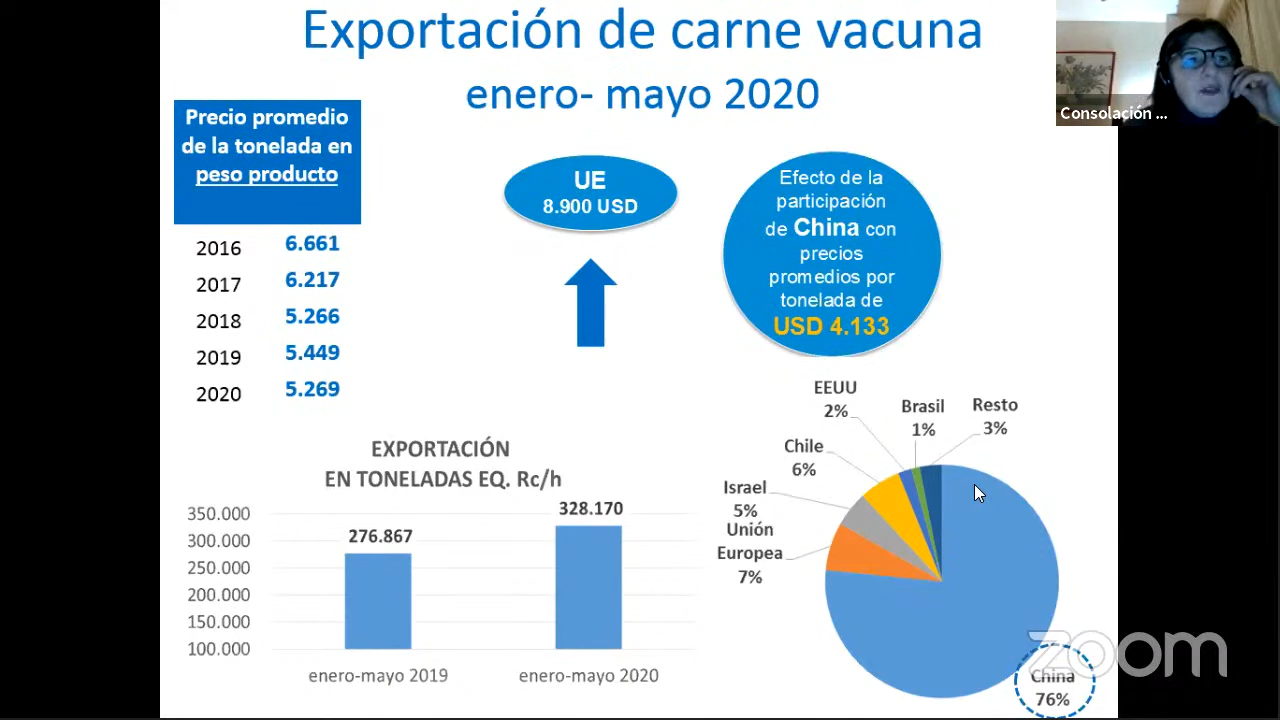 Exportación de carne vacuna
enero- mayo 2020
Consolación ...
Precio promedio
de la tonelada en
peso producto
2016 6.661
2017 6.217
2018 5.266
2019 5.449
2020 5.269
UE
8.900 USD
Efecto de la
participación
de China con
precios
promedios por
tonelada de
USD 4.133
EXPORTACIÓN
EN TONELADAS EQ. Rc/h
350.000
300.000
250.000
200.000
150.000
100.000
276.867
328.170
enero-mayo 2019
enero-mayo 2020
EEUU
2%
Brasil
1%
Resto
3%
Chile
6%
Israel
5%
Unión
Europea
7%
China
76%
zoom